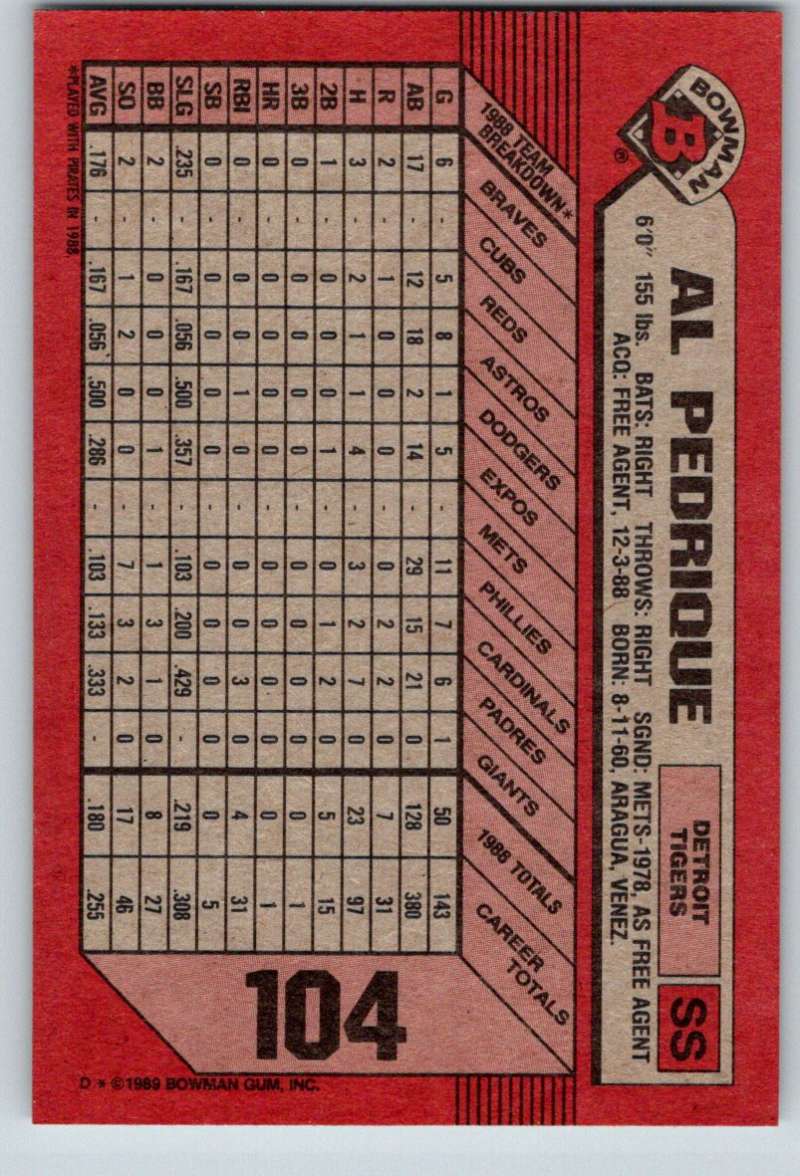 BOWMAN
B
®
AL PEDRIQUE
DETROIT
TIGERS
SS
6'0" 155 lbs. BATS: RIGHT THROWS: RIGHT SGND: METS-1978, AS FREE AGENT
ACQ: FREE AGENT, 12-3-88 BORN: 8-11-60, ARAGUA, VENEZ.
1988 TEAM
BREAKDOWN*
BRAVES
CUBS
REDS
ASTROS
DODGERS
EXPOS
METS
PHILLIES
CARDINALS
PADRES
GIANTS
1988 TOTALS
CAREER
TOTALS
G 6 - 5 8 1 5 - 11 7 6 1 50 143
AB 17 - 12 18 2 14 - 29 15 21 0 128 380
R 2 - 1 0 0 0 - 0 2 2 0 7 31
H 3 - 2 1 1 4 - 3 2 7 0 23 97
2B 1 - 0 0 0 1 - 0 1 2 0 5 15
3B 0 - 0 0 0 0 - 0 0 0 0 0 1
HR 0 - 0 0 0 0 - 0 0 0 0 0 1
RBI 0 - 0 0 1 0 - 0 0 3 0 4 31
SB 0 - 0 0 0 0 - 0 0 0 0 0 5
SLG .235 - .167 .056 .500 .357 - .103 .200 .429 - .219 .308
BB 2 - 0 0 0 1 - 1 3 1 0 8 27
SO 2 - 1 2 0 0 - 7 3 2 0 17 46
AVG .176 - .167 .056 .500 .286 - .103 .133 .333 - .180 .255
*PLAYED WITH PIRATES IN 1988.
104
D * ©1989 BOWMAN GUM, INC.